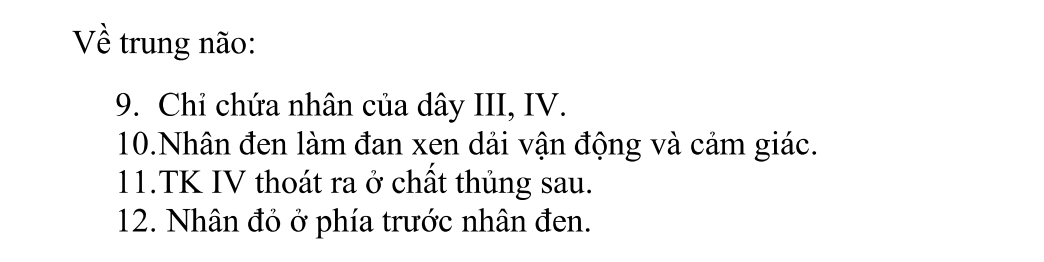 Về trung não:
9. Chỉ chứa nhân của dây III, IV.
10.Nhân đen làm đan xen dải vận động và cảm giác.
11.TK IV thoát ra ở chất thủng sau.
12. Nhân đỏ ở phía trước nhân đen.